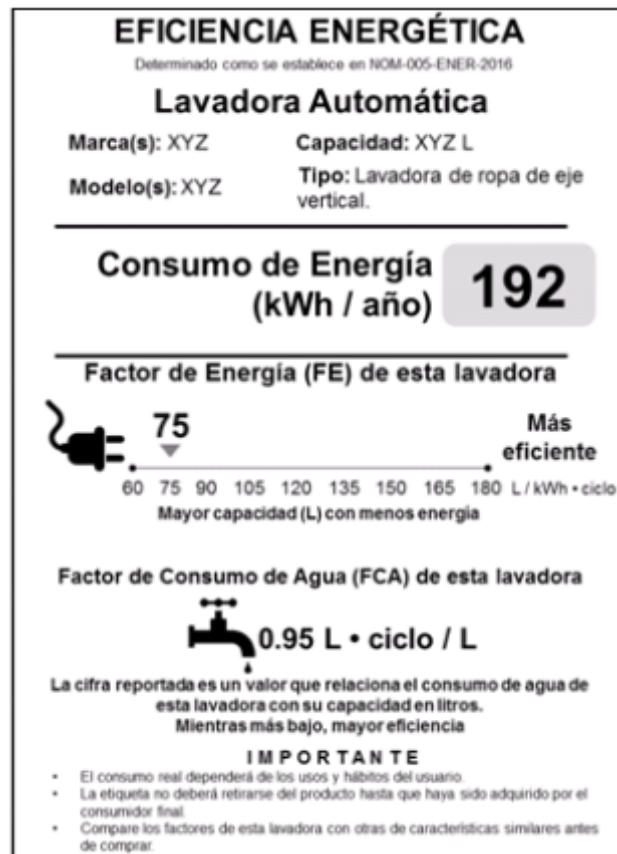 EFICIENCIA ENERGÉTICA
Determinado como se establece en NOM-005-ENER-2016
Lavadora Automática
Marca(s): XYZ Capacidad: XYZ L
Modelo(s): XYZ Tipo: Lavadora de ropa de eje
vertical.
Consumo de Energía
(kWh / año) 192
Factor de Energía (FE) de esta lavadora
75 Más
eficiente
60 75 90 105 120 135 150 165 180 L / kWh • ciclo
Mayor capacidad (L) con menos energía
Factor de Consumo de Agua (FCA) de esta lavadora
0.95 L • ciclo / L
La cifra reportada es un valor que relaciona el consumo de agua de
esta lavadora con su capacidad en litros.
Mientras más bajo, mayor eficiencia
IMPORTANTE
• El consumo real dependerá de los usos y hábitos del usuario.
• La etiqueta no deberá retirarse del producto hasta que haya sido adquirido por el
consumidor final.
• Compare los factores de esta lavadora con otras de características similares antes
de comprar.